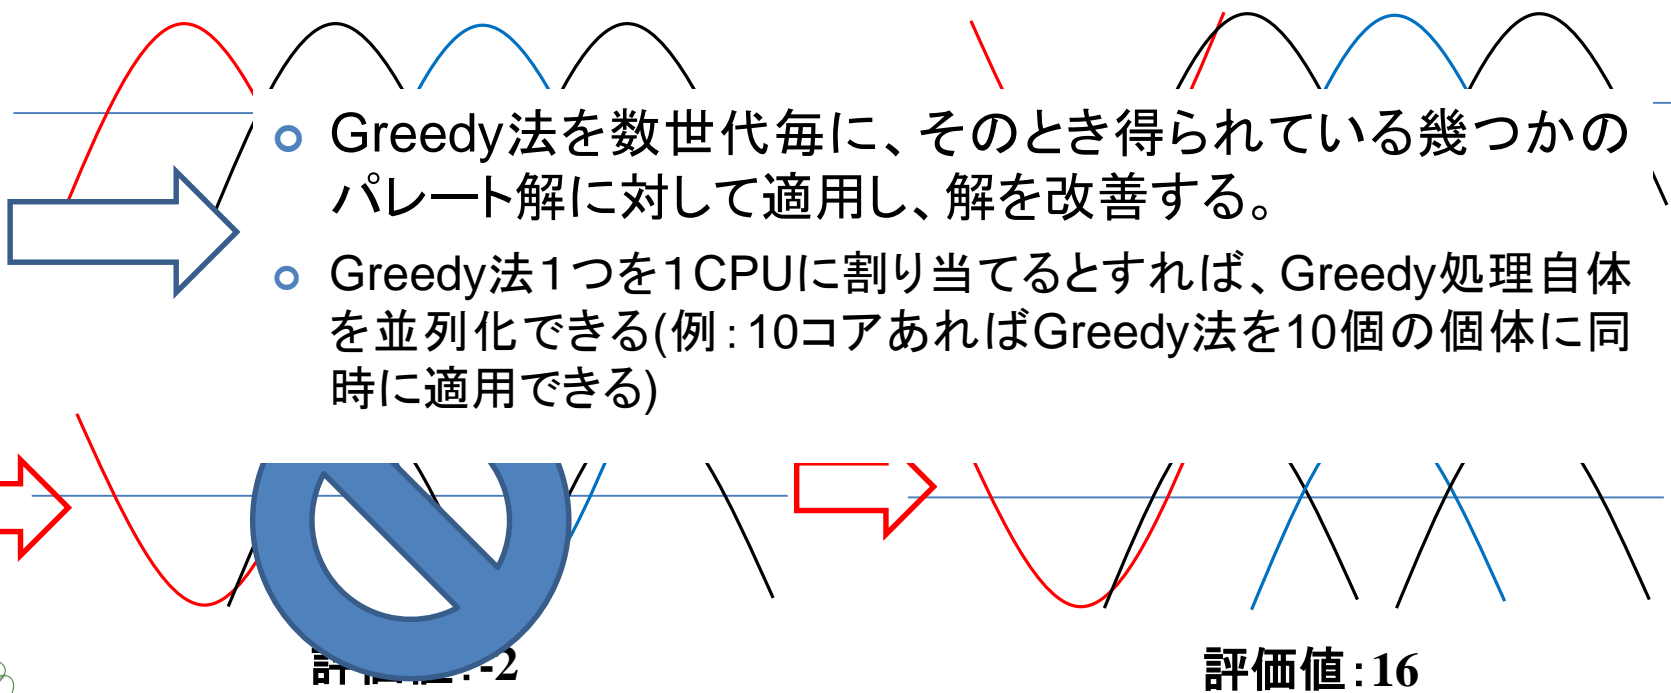 Greedy法を数世代毎に、そのとき得られている幾つかの
パレート解に対して適用し、解を改善する。
Greedy法１つを１CPUに割り当てるとすれば、Greedy処理自体
を並列化できる(例：10コアあればGreedy法を10個の個体に同
時に適用できる)
:-2
評価値：16